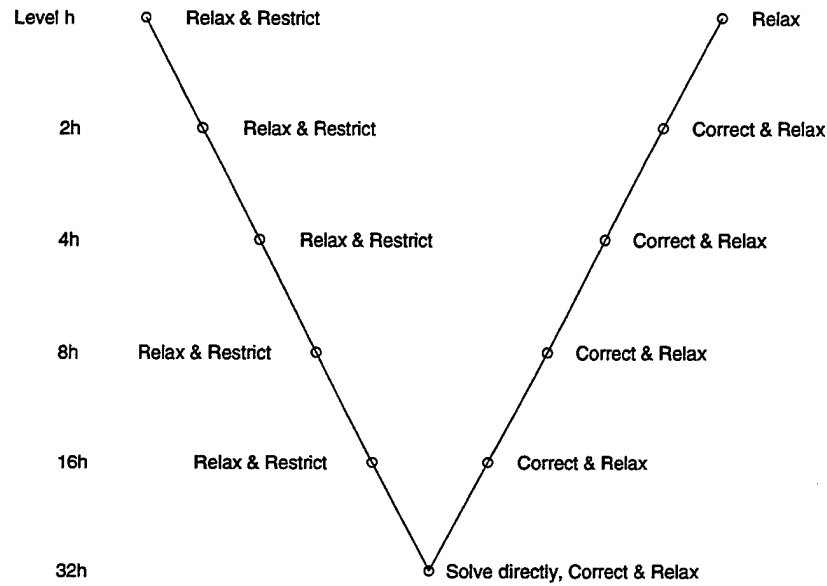 Level h Relax & Restrict Relax
2h Relax & Restrict Correct & Relax
4h Relax & Restrict Correct & Relax
8h Relax & Restrict Correct & Relax
16h Relax & Restrict Correct & Relax
32h Solve directly, Correct & Relax